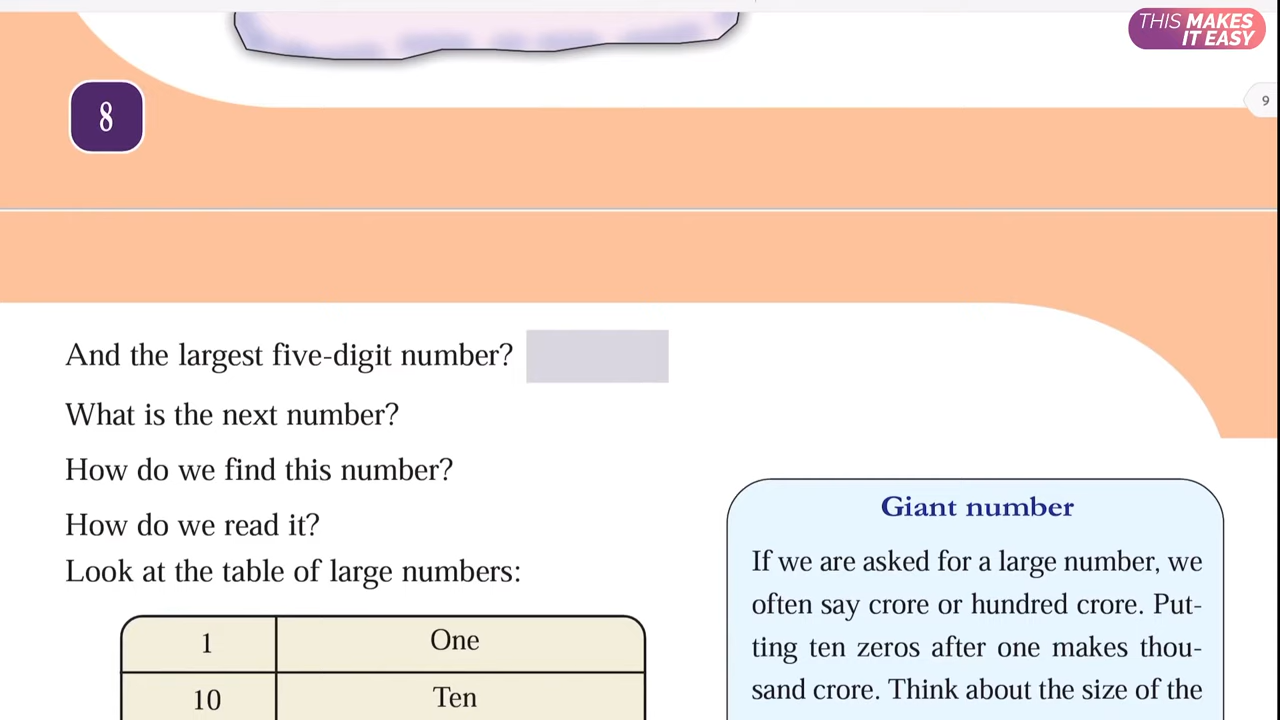 THIS MAKES
IT EASY
8
9
And the largest five-digit number?
What is the next number?
How do we find this number?
How do we read it?
Look at the table of large numbers:
1 One
10 Ten
Giant number
If we are asked for a large number, we
often say crore or hundred crore. Put-
ting ten zeros after one makes thou-
sand crore. Think about the size of the